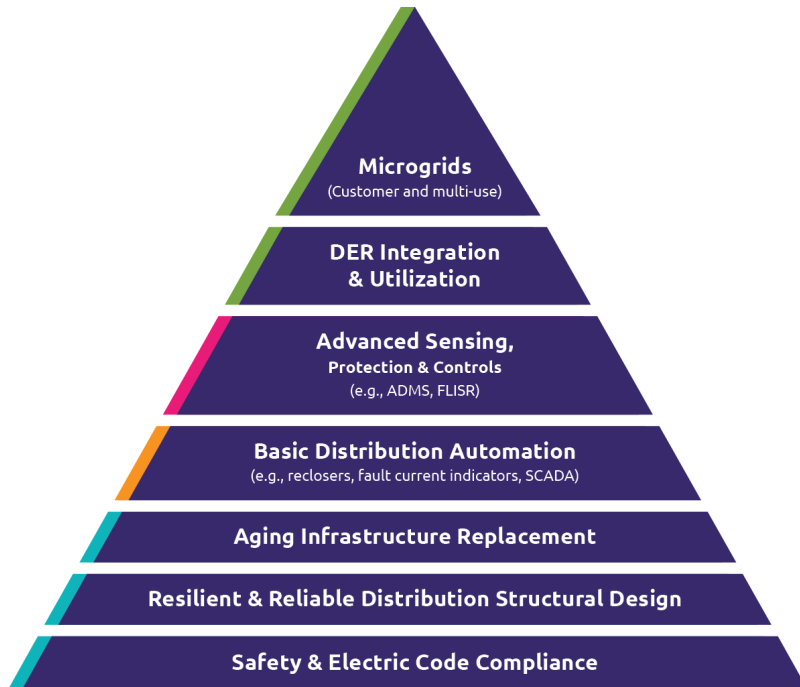 Microgrids
(Customer and multi-use)
DER Integration
& Utilization
Advanced Sensing,
Protection & Controls
(e.g., ADMS, FLISR)
Basic Distribution Automation
(e.g., reclosers, fault current indicators, SCADA)
Aging Infrastructure Replacement
Resilient & Reliable Distribution Structural Design
Safety & Electric Code Compliance